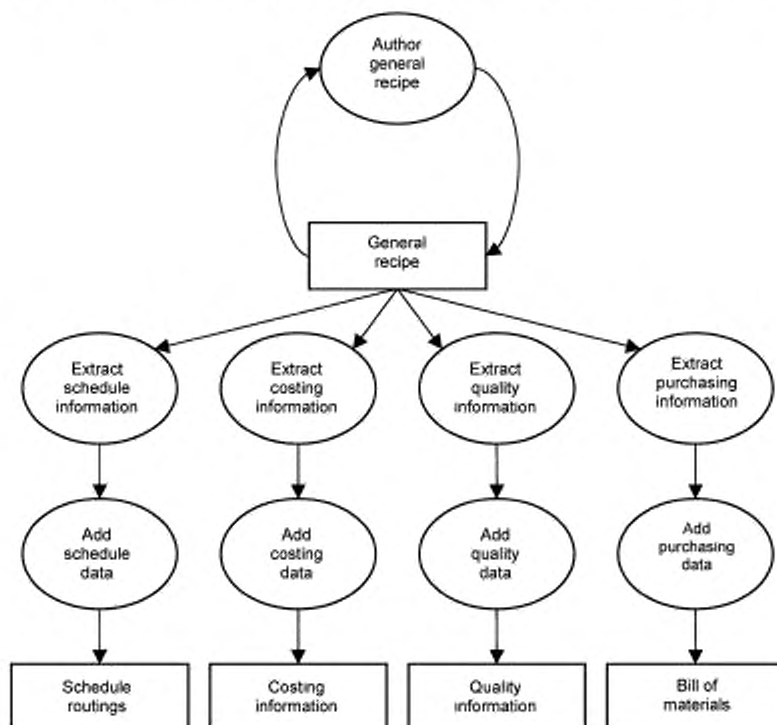 Author
general
recipe
General
recipe
Extract
schedule
information
Extract
costing
information
Extract
quality
information
Extract
purchasing
information
Add
schedule
data
Add
costing
data
Add
quality
data
Add
purchasing
data
Schedule
routings
Costing
information
Quality
information
Bill of
materials